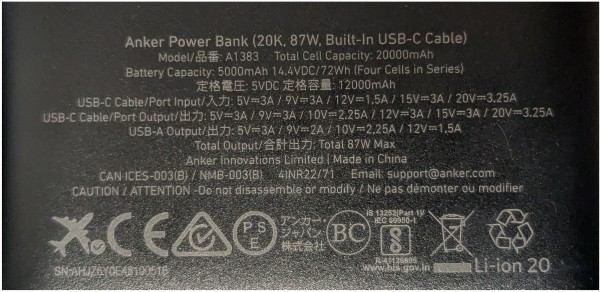 Anker Power Bank (20K, 87W, Built-In USB-C Cable)
Model/品番: A1383 Total Cell Capacity: 20000mAh
Battery Capacity: 5000mAh 14.4VDC/72Wh (Four Cells in Series)
定格電圧: 5VDC 定格容量: 12000mAh
USB-C Cable/Port Input/入力: 5V⎓3A / 9V⎓3A / 12V⎓1.5A / 15V⎓3A / 20V⎓3.25A
USB-C Cable/Port Output/出力: 5V⎓3A / 9V⎓3A / 10V⎓2.25A / 12V⎓3A / 15V⎓3A / 20V⎓3.25A
USB-A Output/出力: 5V⎓3A / 9V⎓2A / 10V⎓2.25A / 12V⎓1.5A
Total Output/合計出力: Total 87W Max
Anker Innovations Limited | Made in China
CAN ICES-003(B) / NMB-003(B) 4INR22/71 Email: support@anker.com
CAUTION / ATTENTION - Do not disassemble or modify / Ne pas démonter ou modifier
CE
PSE
アンカー・
ジャパン
株式会社
BC
IS 13252(Part 1)/
IEC 60950-1
www.bis.gov.in
Li-ion 20